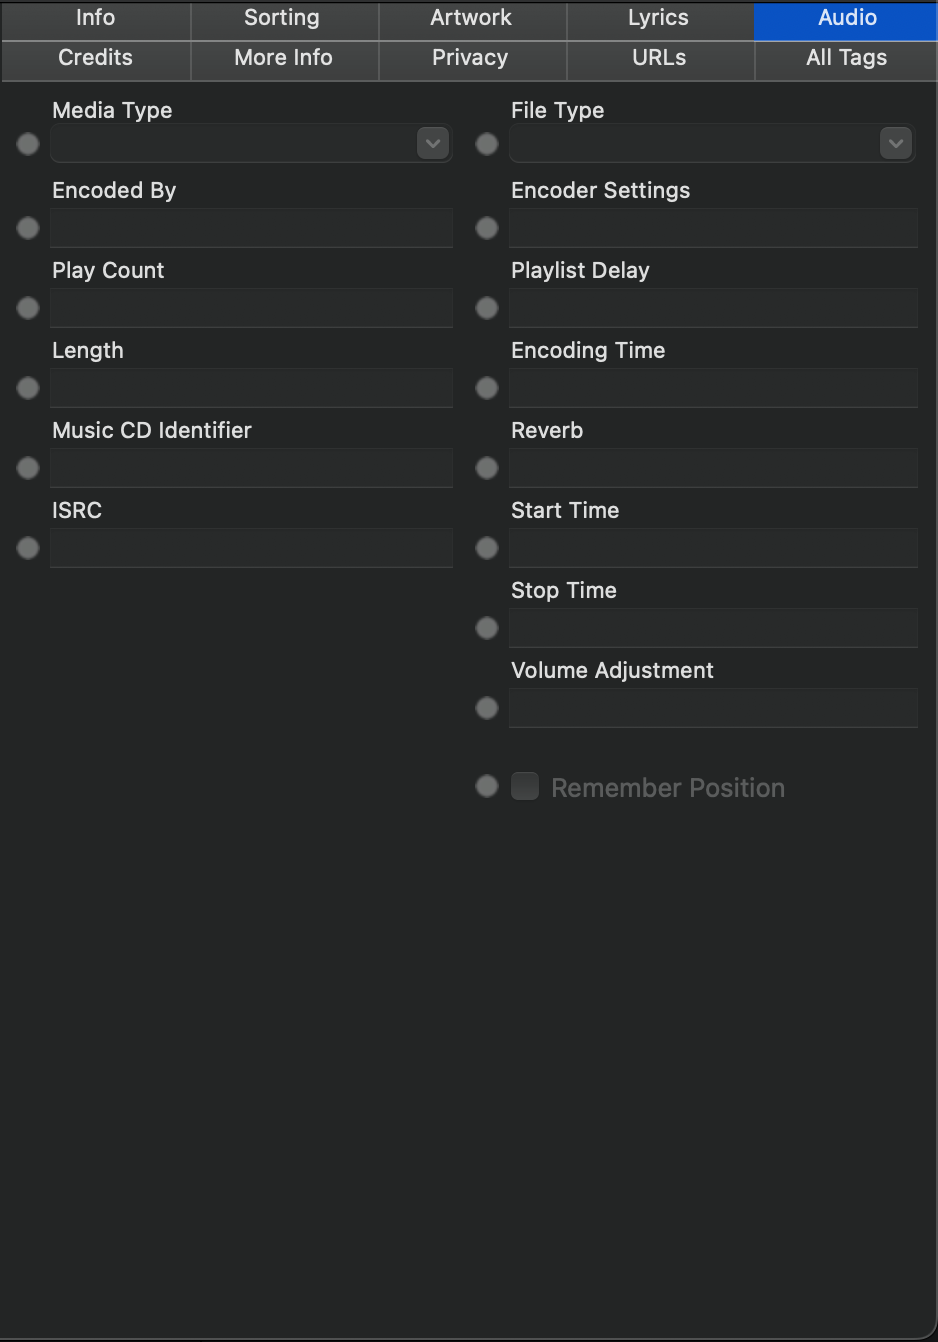 Info Sorting Artwork Lyrics Audio
Credits More Info Privacy URLs All Tags
Media Type File Type
Encoded By Encoder Settings
Play Count Playlist Delay
Length Encoding Time
Music CD Identifier Reverb
ISRC Start Time
Stop Time
Volume Adjustment
Remember Position